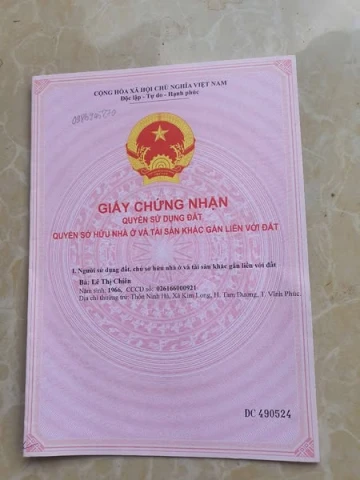 CỘNG HÒA XÃ HỘI CHỦ NGHĨA VIỆT NAM
Độc lập - Tự do - Hạnh phúc
GIẤY CHỨNG NHẬN
QUYỀN SỬ DỤNG ĐẤT
QUYỀN SỞ HỮU NHÀ Ở VÀ TÀI SẢN KHÁC GẮN LIỀN VỚI ĐẤT
I. Người sử dụng đất, chủ sở hữu nhà ở và tài sản khác gắn liền với đất
Bà: Lê Thị Chiên
Năm sinh: 1966, CCCD số: 026166000921
Địa chỉ thường trú: Thôn Ninh Hạ, Xã Kim Long, H. Tam Dương, T. Vĩnh Phúc.
DC 490524